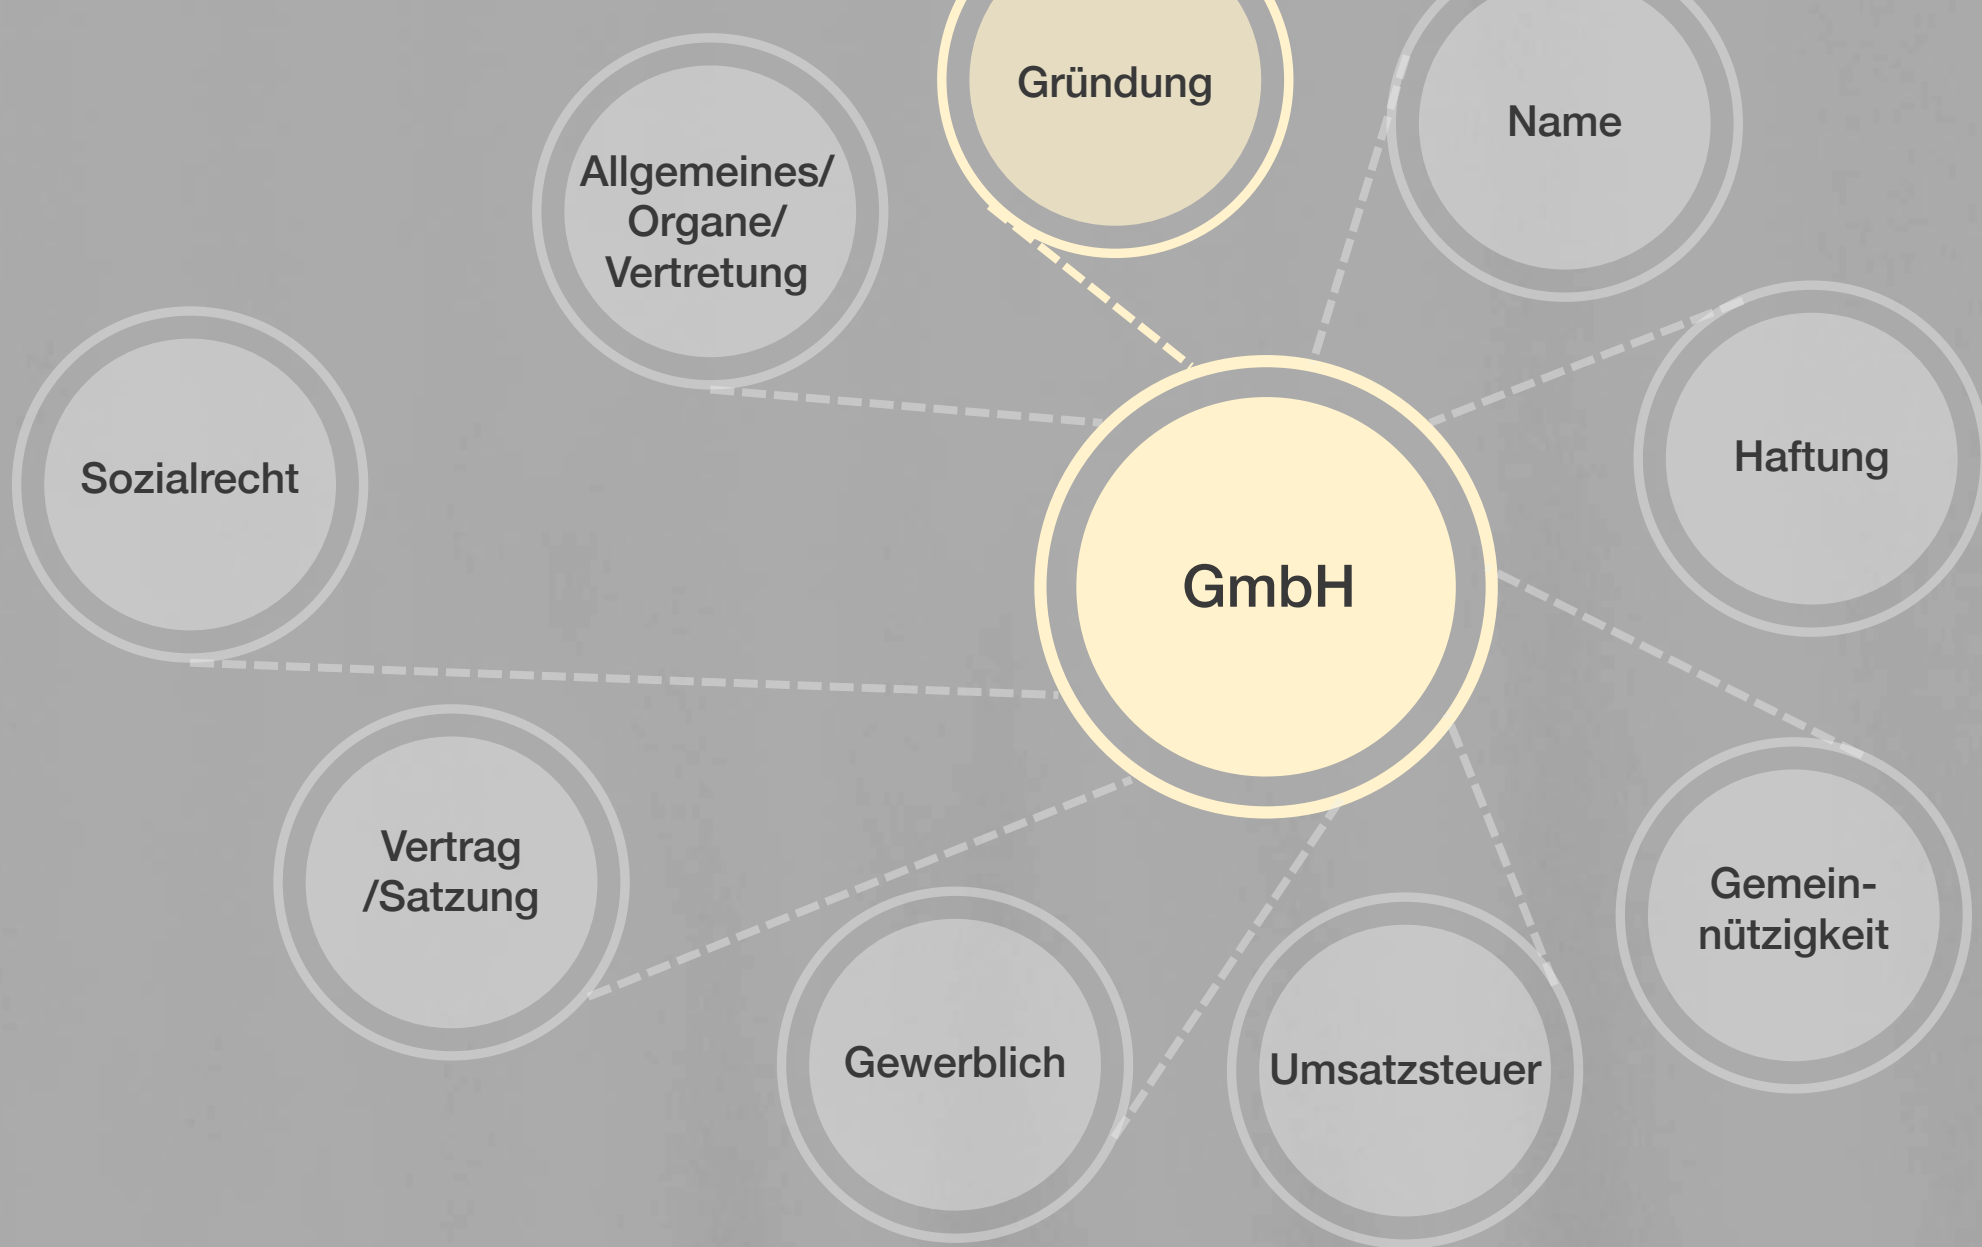 Gründung
Name
Allgemeines/
Organe/
Vertretung
Haftung
Sozialrecht
GmbH
Vertrag
/Satzung
Gemein-
nützigkeit
Gewerblich
Umsatzsteuer